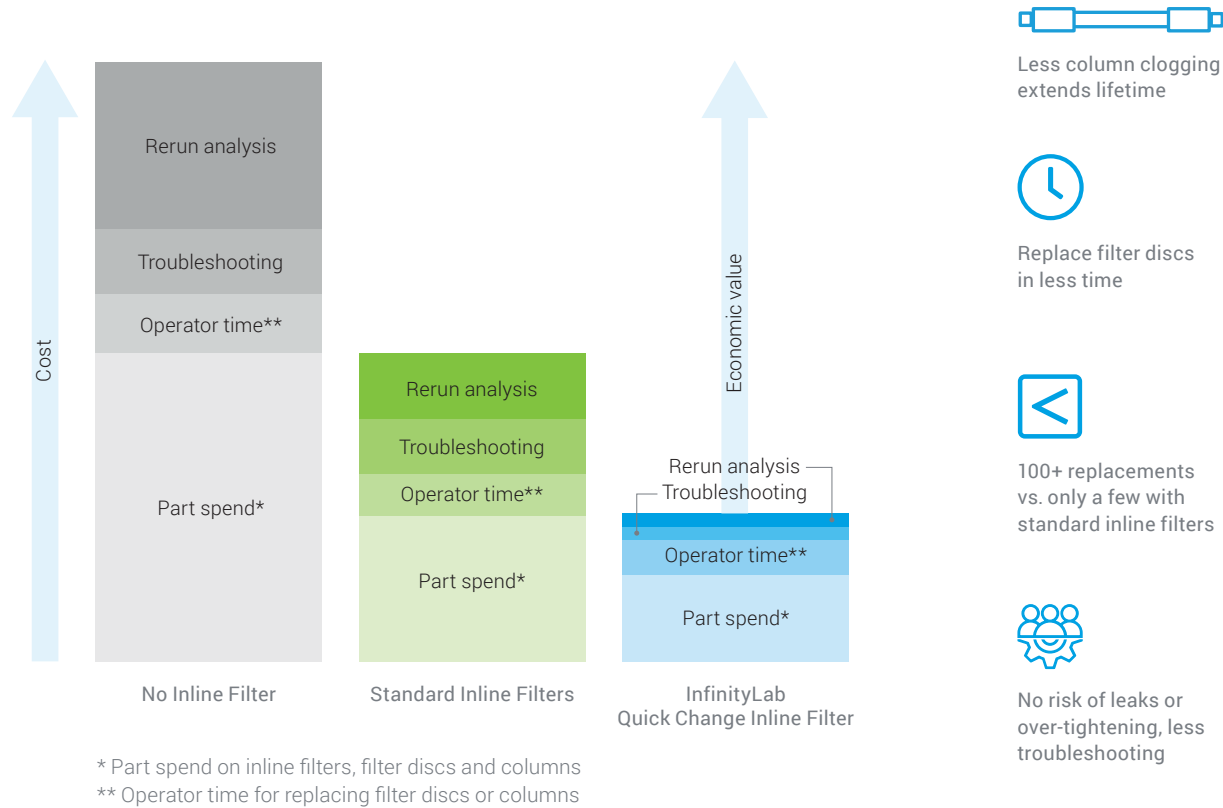 Cost
Rerun analysis
Troubleshooting
Operator time**
Part spend*
No Inline Filter
Rerun analysis
Troubleshooting
Operator time**
Part spend*
Standard Inline Filters
Economic value
Rerun analysis
Troubleshooting
Operator time**
Part spend*
InfinityLab
Quick Change Inline Filter
* Part spend on inline filters, filter discs and columns
** Operator time for replacing filter discs or columns
Less column clogging
extends lifetime
Replace filter discs
in less time
<
100+ replacements
vs. only a few with
standard inline filters
No risk of leaks or
over-tightening, less
troubleshooting